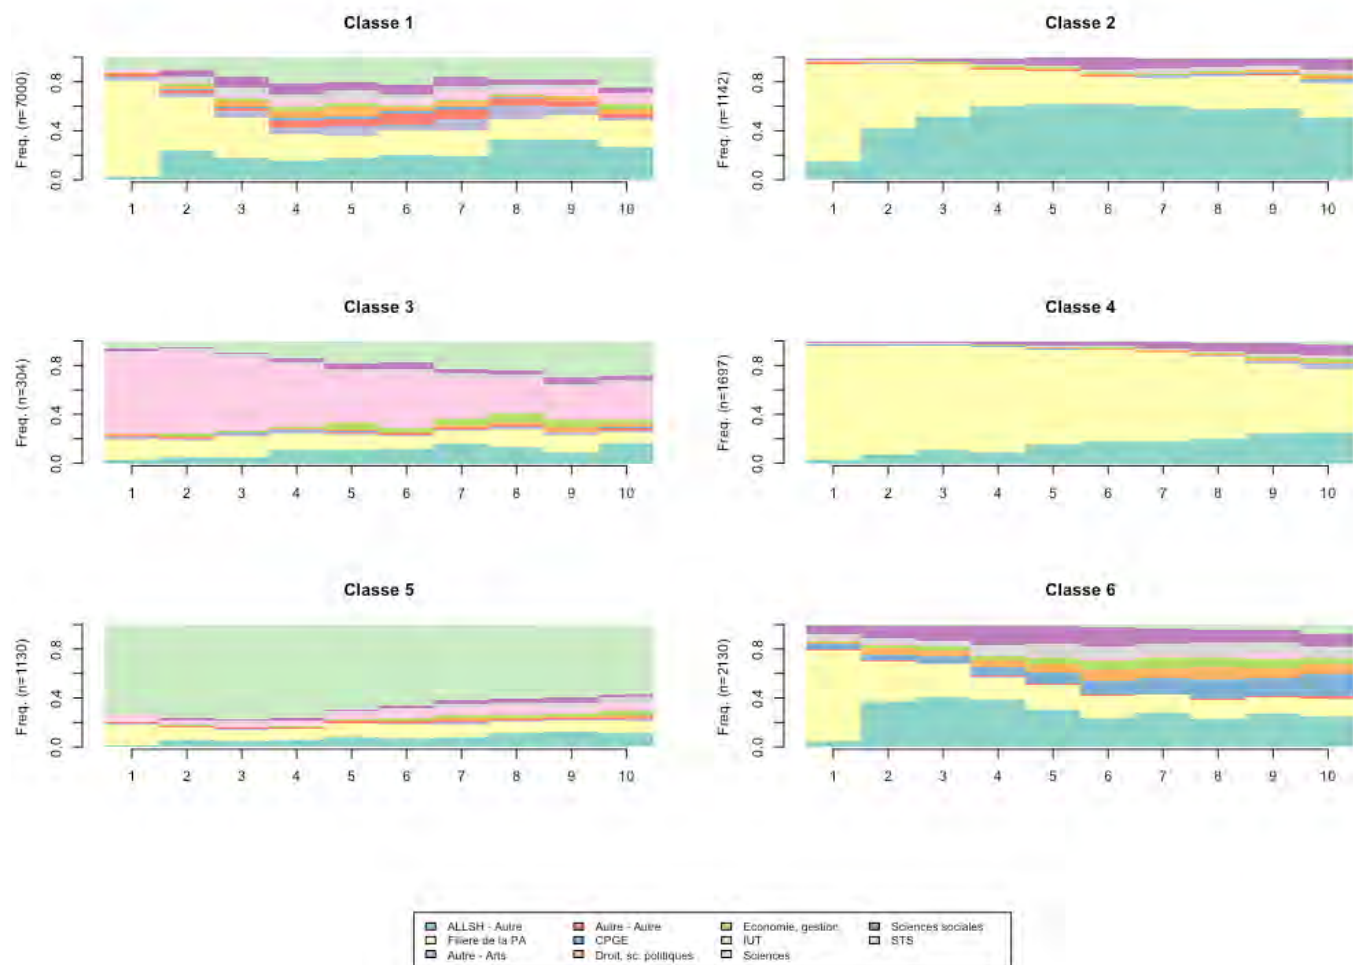 Classe 1
Freq. (n=7000)
0.0 0.4 0.8
1 2 3 4 5 6 7 8 9 10
Classe 2
Freq. (n=1142)
0.0 0.4 0.8
1 2 3 4 5 6 7 8 9 10
Classe 3
Freq. (n=304)
0.0 0.4 0.8
1 2 3 4 5 6 7 8 9 10
Classe 4
Freq. (n=1697)
0.0 0.4 0.8
1 2 3 4 5 6 7 8 9 10
Classe 5
Freq. (n=1130)
0.0 0.4 0.8
1 2 3 4 5 6 7 8 9 10
Classe 6
Freq. (n=2130)
0.0 0.4 0.8
1 2 3 4 5 6 7 8 9 10
ALLSH - Autre
Filiere de la PA
Autre - Arts
Autre - Autre
CPGE
Droit, sc. politiques
Economie, gestion
IUT
Sciences
Sciences sociales
STS